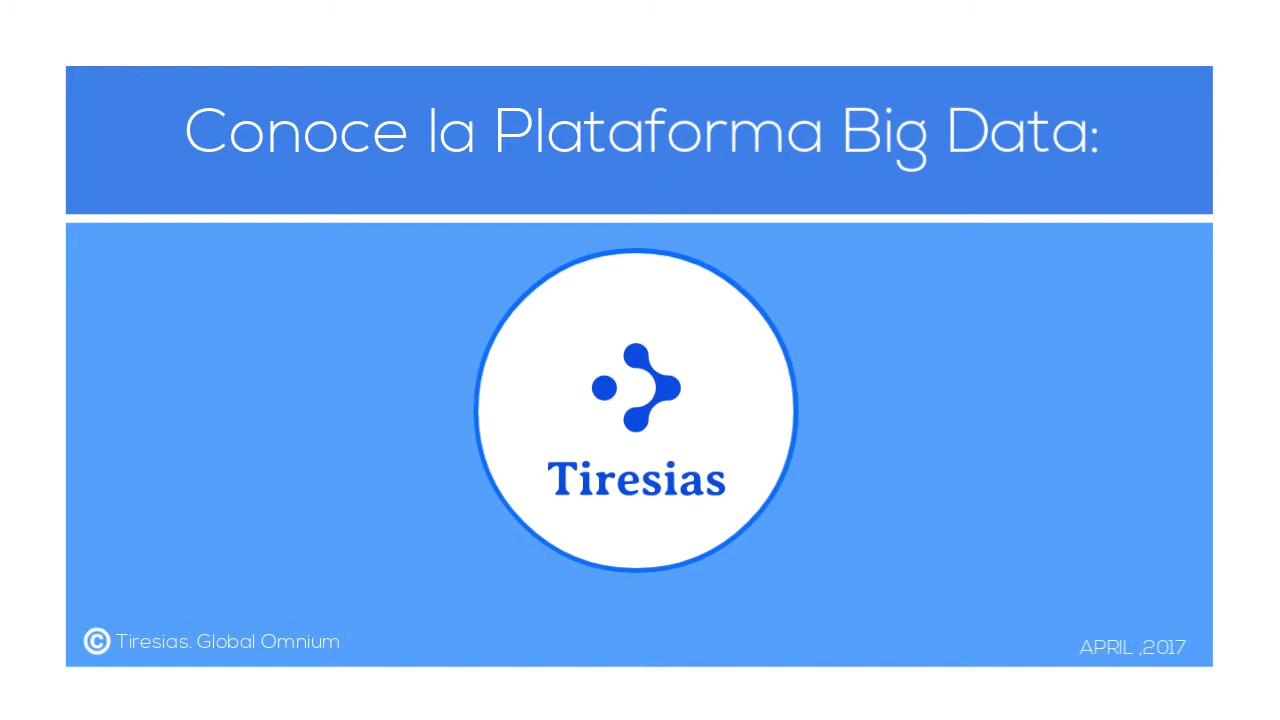 Conoce la Plataforma Big Data:
Tiresias
© Tiresias. Global Omnium
APRIL ,2017